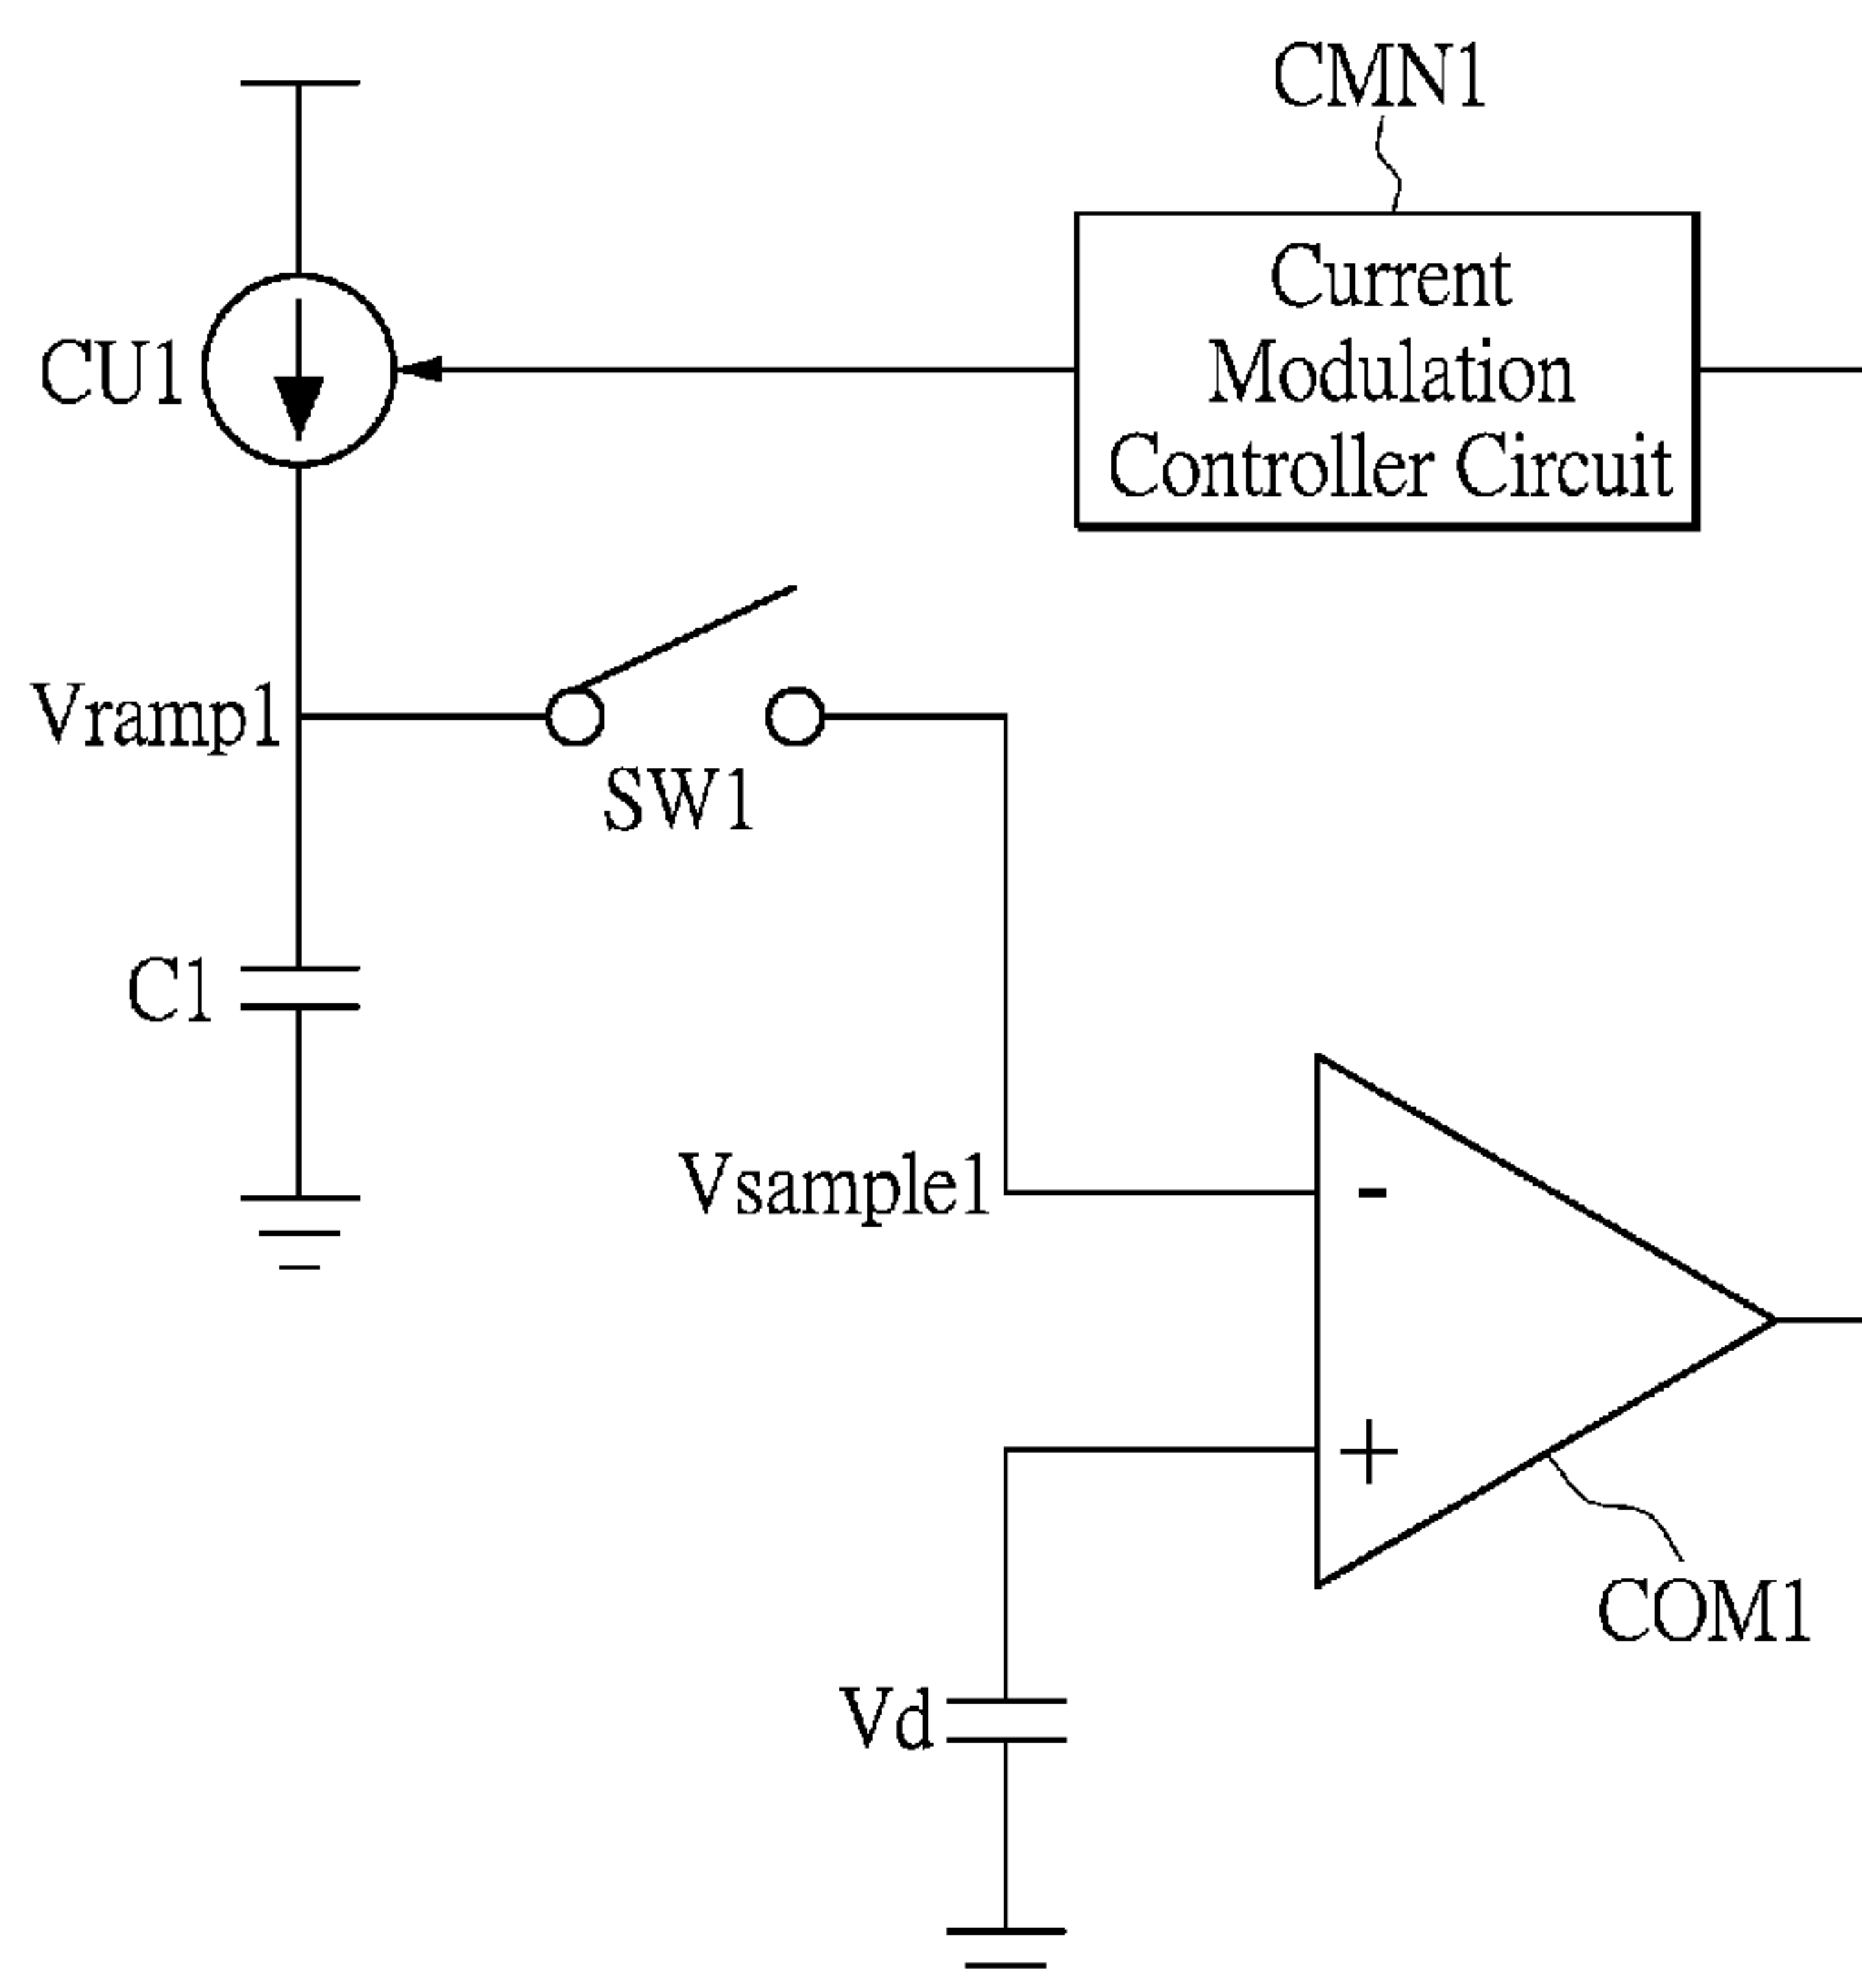 CMN1
Current
Modulation
Controller Circuit
CU1
Vramp1
SW1
C1
Vsample1
-
+
COM1
Vd